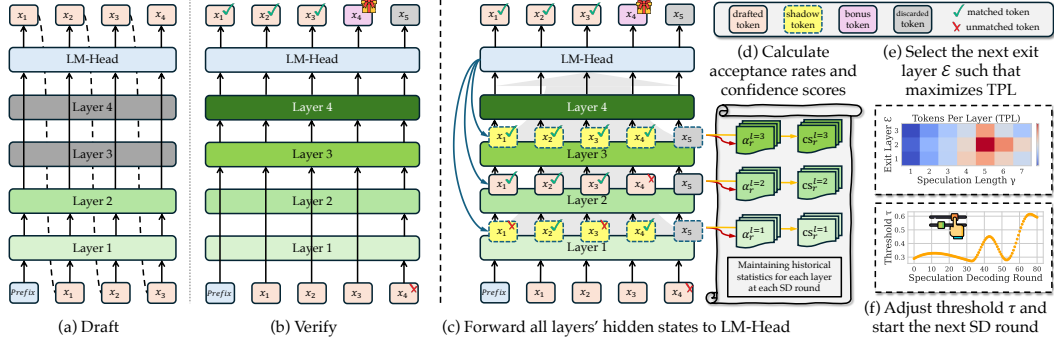 x₁ x₂ x₃ x₄
LM-Head
Layer 4
Layer 3
Layer 2
Layer 1
Prefix x₁ x₂ x₃
(a) Draft
x₁ x₂ x₃ x₄ x₅
LM-Head
Layer 4
Layer 3
Layer 2
Layer 1
Prefix x₁ x₂ x₃ x₄
(b) Verify
x₁ x₂ x₃ x₄ x₅
LM-Head
Layer 4
x₁ x₂ x₃ x₄ x₅
Layer 3
x₁ x₂ x₃ x₄ x₅
Layer 2
x₁ x₂ x₃ x₄ x₅
Layer 1
Prefix x₁ x₂ x₃ x₄
(c) Forward all layers' hidden states to LM-Head
drafted
token
shadow
token
bonus
token
discarded
token
matched token
unmatched token
(d) Calculate
acceptance rates and
confidence scores
αᵣˡ⁼³ csᵣˡ⁼³
αᵣˡ⁼² csᵣˡ⁼²
αᵣˡ⁼¹ csᵣˡ⁼¹
Maintaining historical
statistics for each layer
at each SD round
(e) Select the next exit
layer ℰ such that
maximizes TPL
Tokens Per Layer (TPL)
Exit Layer ℰ
3
2
1
1 2 3 4 5 6 7
Speculation Length γ
Threshold τ
0.6
0.5
0.4
0.3
0 10 20 30 40 50 60 70 80
Speculation Decoding Round
(f) Adjust threshold τ and
start the next SD round